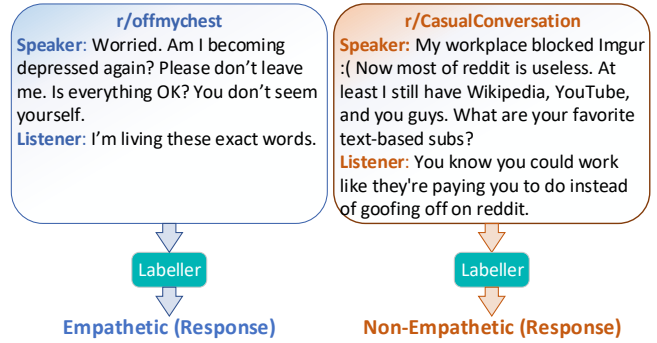 r/offmychest
Speaker: Worried. Am I becoming
depressed again? Please don’t leave
me. Is everything OK? You don’t seem
yourself.
Listener: I’m living these exact words.
Labeller
Empathetic (Response)
r/CasualConversation
Speaker: My workplace blocked Imgur
:( Now most of reddit is useless. At
least I still have Wikipedia, YouTube,
and you guys. What are your favorite
text-based subs?
Listener: You know you could work
like they're paying you to do instead
of goofing off on reddit.
Labeller
Non-Empathetic (Response)